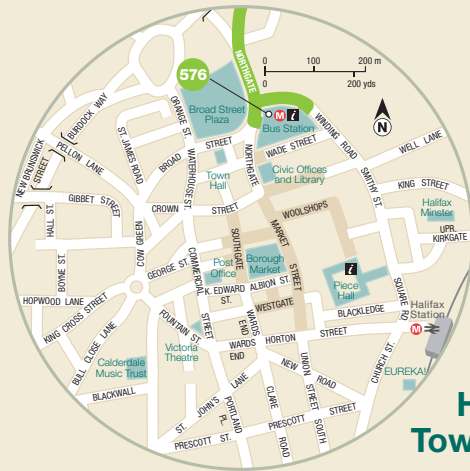 NORTHGATE
576
0 100 200 m
0 200 yds
N
BURDOCK WAY
ORANGE ST.
Broad Street
Plaza
M i
Bus Station
WINDING ROAD
NEW BRUNSWICK
STREET
PELLON LANE
ST. JAMES ROAD
BROAD
STREET
WATERHOUSE ST.
NORTHGATE
WADE STREET
WELL LANE
Town
Hall
Civic Offices
and Library
SMITHY ST.
KING STREET
GIBBET STREET
HALL ST.
CROWN
STREET
WOOLSHOPS
Halifax
Minster
UPR.
KIRKGATE
COW GREEN
BOYNE ST.
SOUTHGATE
MARKET
STREET
GEORGE ST.
COMMERCIAL
STREET
Post
Office
Borough
Market
i
Piece
Hall
HOPWOOD LANE
K. EDWARD
ST.
ALBION ST.
SQUARE RD
KING CROSS STREET
WESTGATE
BLACKLEDGE
Halifax
Station
M
FOUNTAIN ST.
WARDS
END
HORTON
STREET
BULL CLOSE LANE
Victoria
Theatre
WARDS
END
CHURCH ST.
Calderdale
Music Trust
NEW
ROAD
UNION STREET
SOUTH
EUREKA!
BLACKWALL
ST. JOHN'S LANE
PORTLAND
PL.
CLARE
ROAD
PRESCOTT
STREET
PRESCOTT ST.
H
Tow